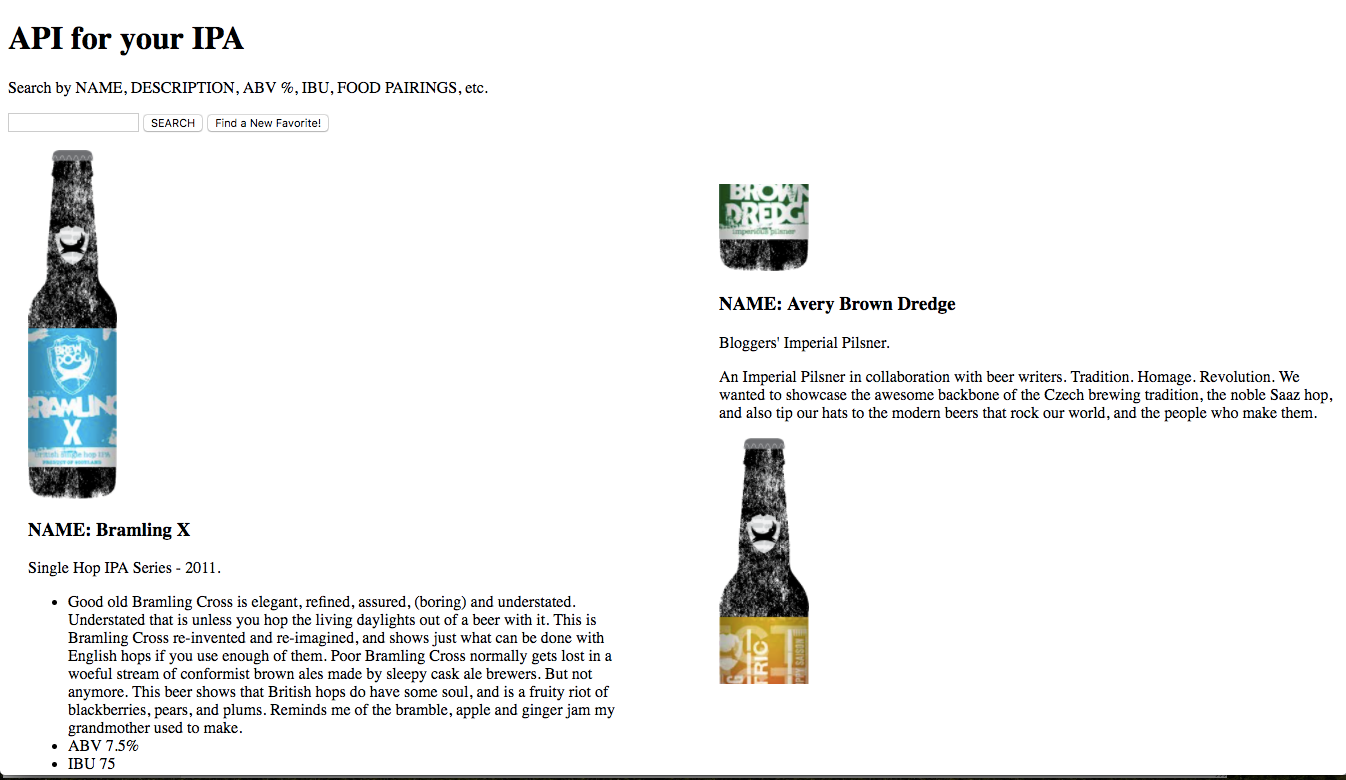 API for your IPA
Search by NAME, DESCRIPTION, ABV %, IBU, FOOD PAIRINGS, etc.
SEARCH
Find a New Favorite!
BREW
DOG
BRAMLING
X
British single hop IPA
PRODUCT OF SCOTLAND
NAME: Bramling X
Single Hop IPA Series - 2011.
• Good old Bramling Cross is elegant, refined, assured, (boring) and understated.
Understated that is unless you hop the living daylights out of a beer with it. This is
Bramling Cross re-invented and re-imagined, and shows just what can be done with
English hops if you use enough of them. Poor Bramling Cross normally gets lost in a
woeful stream of conformist brown ales made by sleepy cask ale brewers. But not
anymore. This beer shows that British hops do have some soul, and is a fruity riot of
blackberries, pears, and plums. Reminds me of the bramble, apple and ginger jam my
grandmother used to make.
• ABV 7.5%
• IBU 75
BROWN
DREDGE
imperial pilsner
NAME: Avery Brown Dredge
Bloggers' Imperial Pilsner.
An Imperial Pilsner in collaboration with beer writers. Tradition. Homage. Revolution. We
wanted to showcase the awesome backbone of the Czech brewing tradition, the noble Saaz hop,
and also tip our hats to the modern beers that rock our world, and the people who make them.
SAISON